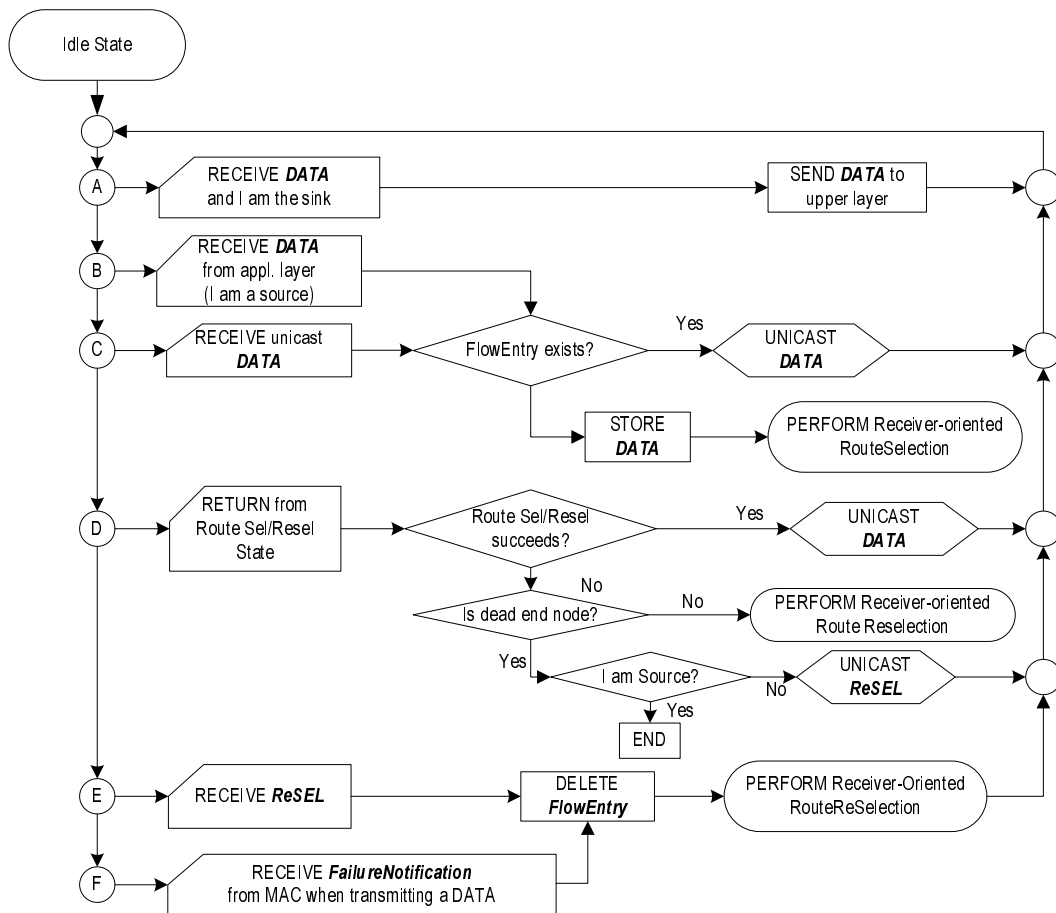 Idle State
A
RECEIVE DATA
and I am the sink
SEND DATA to
upper layer
B
RECEIVE DATA
from appl. layer
(I am a source)
C
RECEIVE unicast
DATA
FlowEntry exists?
Yes
UNICAST
DATA
STORE
DATA
PERFORM Receiver-oriented
RouteSelection
D
RETURN from
Route Sel/Resel
State
Route Sel/Resel
succeeds?
Yes
UNICAST
DATA
No
Is dead end node?
No
PERFORM Receiver-oriented
Route Reselection
Yes
I am Source?
No
UNICAST
ReSEL
Yes
END
E
RECEIVE ReSEL
DELETE
FlowEntry
PERFORM Receiver-Oriented
RouteReSelection
F
RECEIVE FailureNotification
from MAC when transmitting a DATA